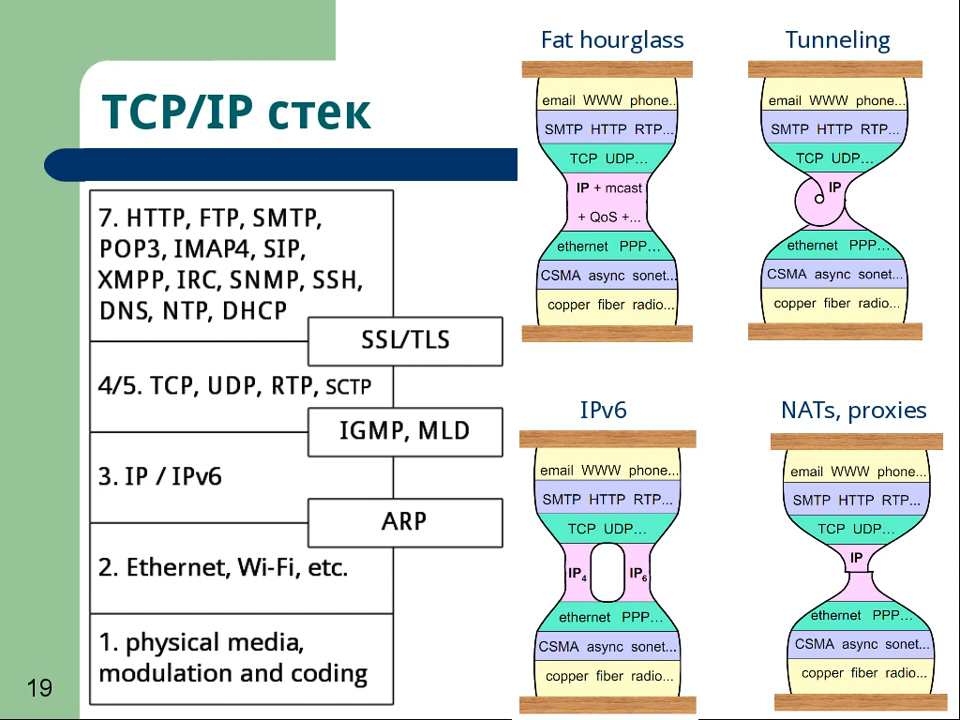 TCP/IP стек
7. HTTP, FTP, SMTP,
POP3, IMAP4, SIP,
XMPP, IRC, SNMP, SSH,
DNS, NTP, DHCP
SSL/TLS
4/5. TCP, UDP, RTP, SCTP
IGMP, MLD
3. IP / IPv6
ARP
2. Ethernet, Wi-Fi, etc.
1. physical media,
modulation and coding
19
Fat hourglass
email WWW phone..
SMTP HTTP RTP...
TCP UDP…
IP + mcast
+ QoS +...
ethernet PPP…
CSMA async sonet...
copper fiber radio...
Tunneling
email WWW phone...
SMTP HTTP RTP...
TCP UDP…
IP
ethernet PPP…
CSMA async sonet...
copper fiber radio...
IPv6
email WWW phone...
SMTP HTTP RTP...
TCP UDP…
IP4 IP6
ethernet PPP…
CSMA async sonet...
copper fiber radio...
NATs, proxies
email WWW phone...
SMTP HTTP RTP...
TCP UDP…
IP
ethernet PPP…
CSMA async sonet...
copper fiber radio...